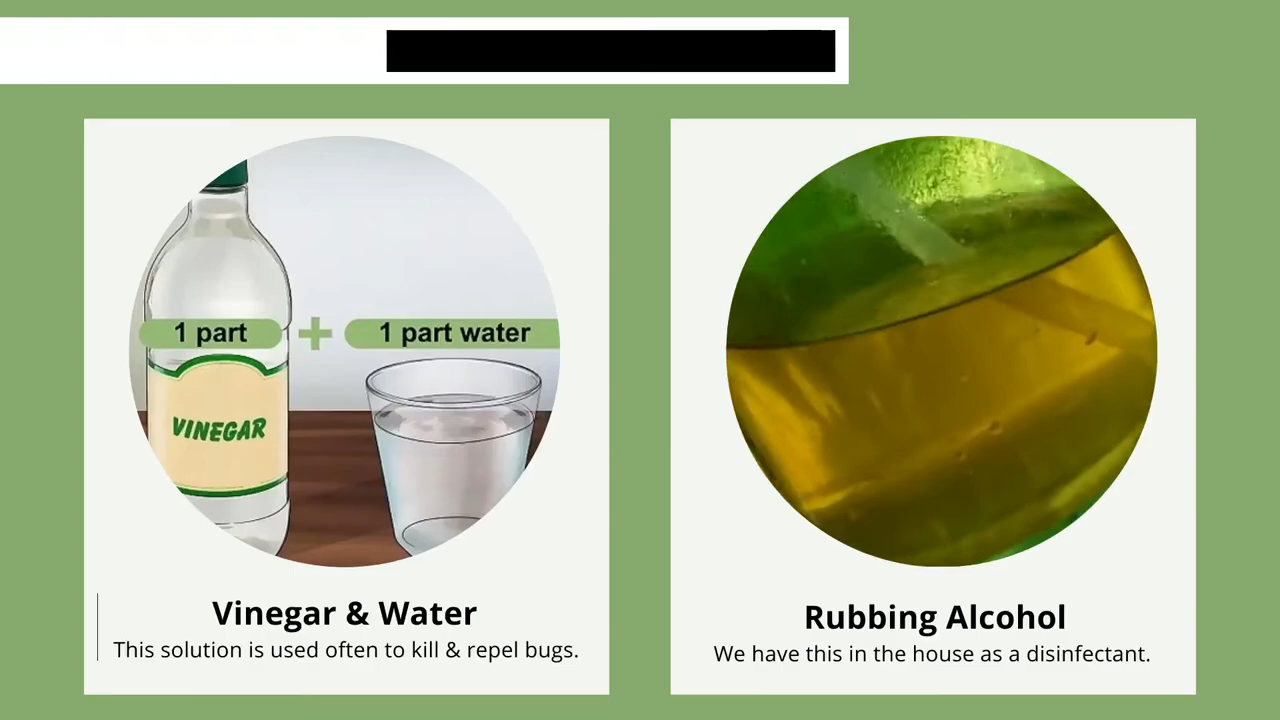 1 part + 1 part water
VINEGAR
Vinegar & Water
This solution is used often to kill & repel bugs.
Rubbing Alcohol
We have this in the house as a disinfectant.